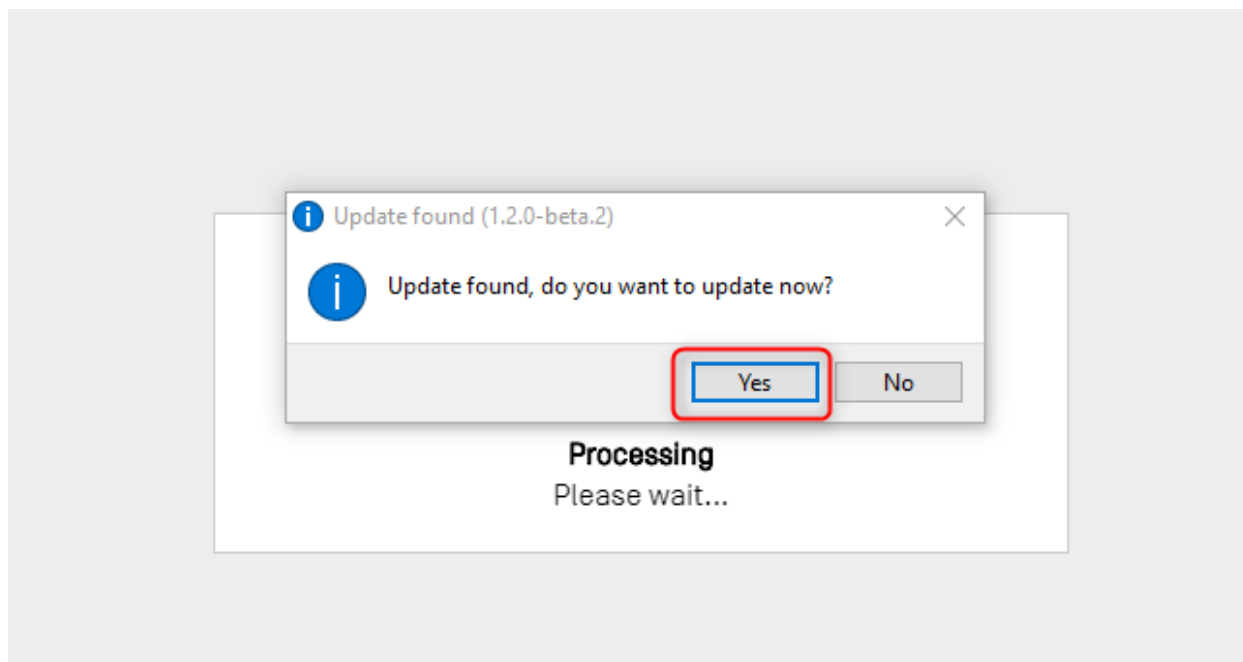 Update found (1.2.0-beta.2)
Update found, do you want to update now?
Yes No
Processing
Please wait...